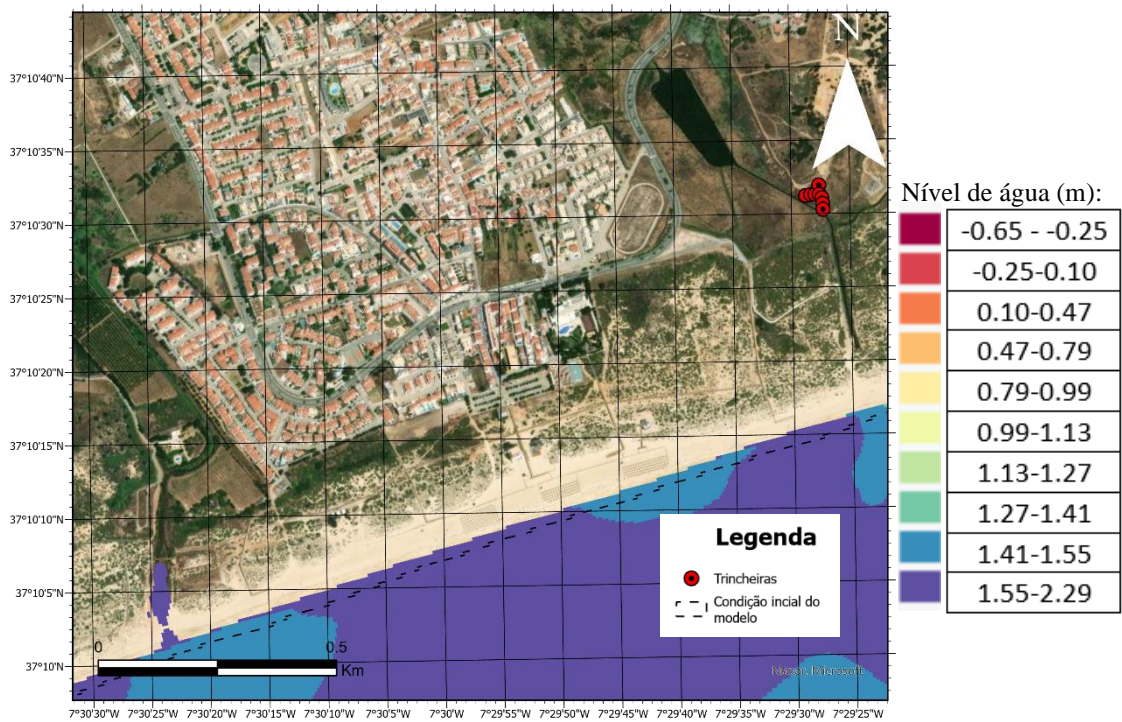 N
37°10'40"N
37°10'35"N
37°10'30"N
37°10'25"N
37°10'20"N
37°10'15"N
37°10'10"N
37°10'5"N
37°10'N
Nível de água (m):
-0.65 - -0.25
-0.25-0.10
0.10-0.47
0.47-0.79
0.79-0.99
0.99-1.13
1.13-1.27
1.27-1.41
1.41-1.55
1.55-2.29
Legenda
Trincheiras
Condição incial do
modelo
0 0.5
Km
Maxar, Microsoft
7°30'30"W 7°30'25"W 7°30'20"W 7°30'15"W 7°30'10"W 7°30'5"W 7°30'W 7°29'55"W 7°29'50"W 7°29'45"W 7°29'40"W 7°29'35"W 7°29'30"W 7°29'25"W